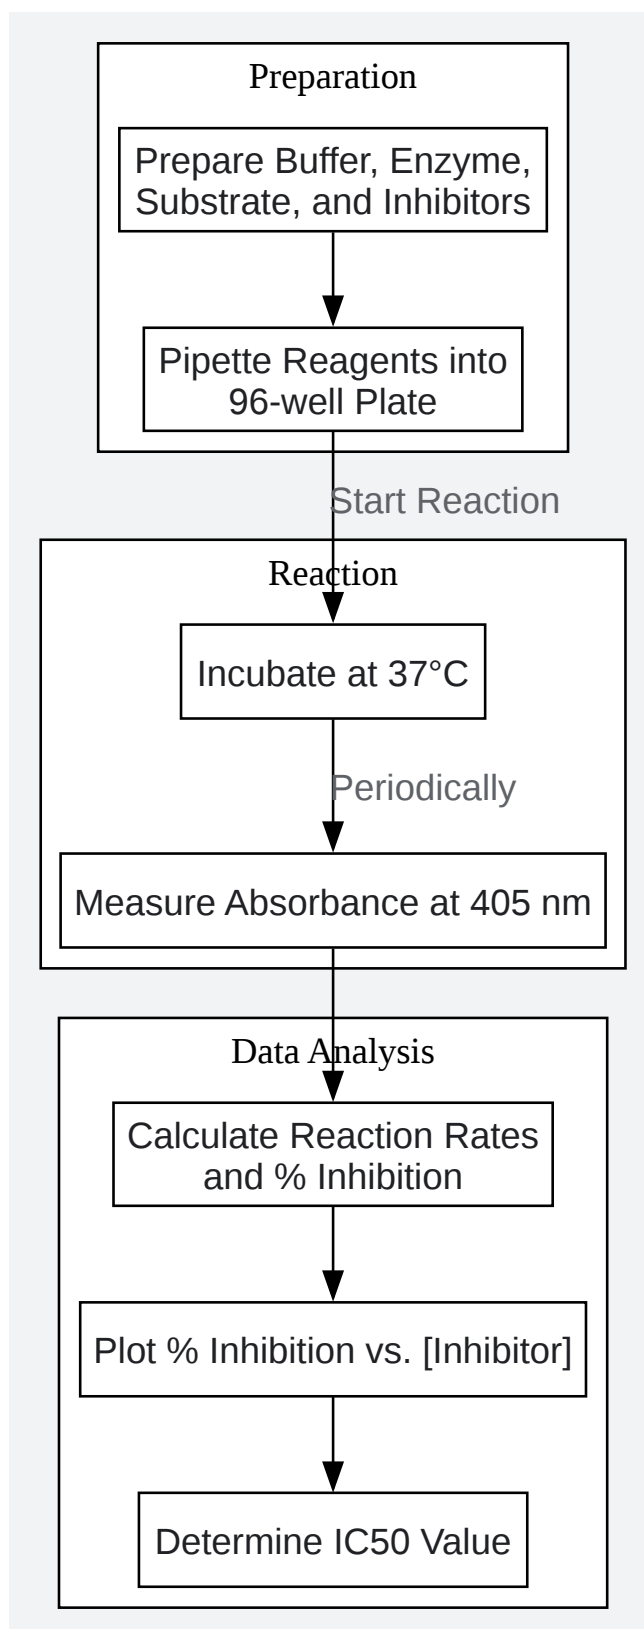 Preparation
Prepare Buffer, Enzyme,
Substrate, and Inhibitors
Pipette Reagents into
96-well Plate
Start Reaction
Reaction
Incubate at 37°C
Periodically
Measure Absorbance at 405 nm
Data Analysis
Calculate Reaction Rates
and % Inhibition
Plot % Inhibition vs. [Inhibitor]
Determine IC50 Value